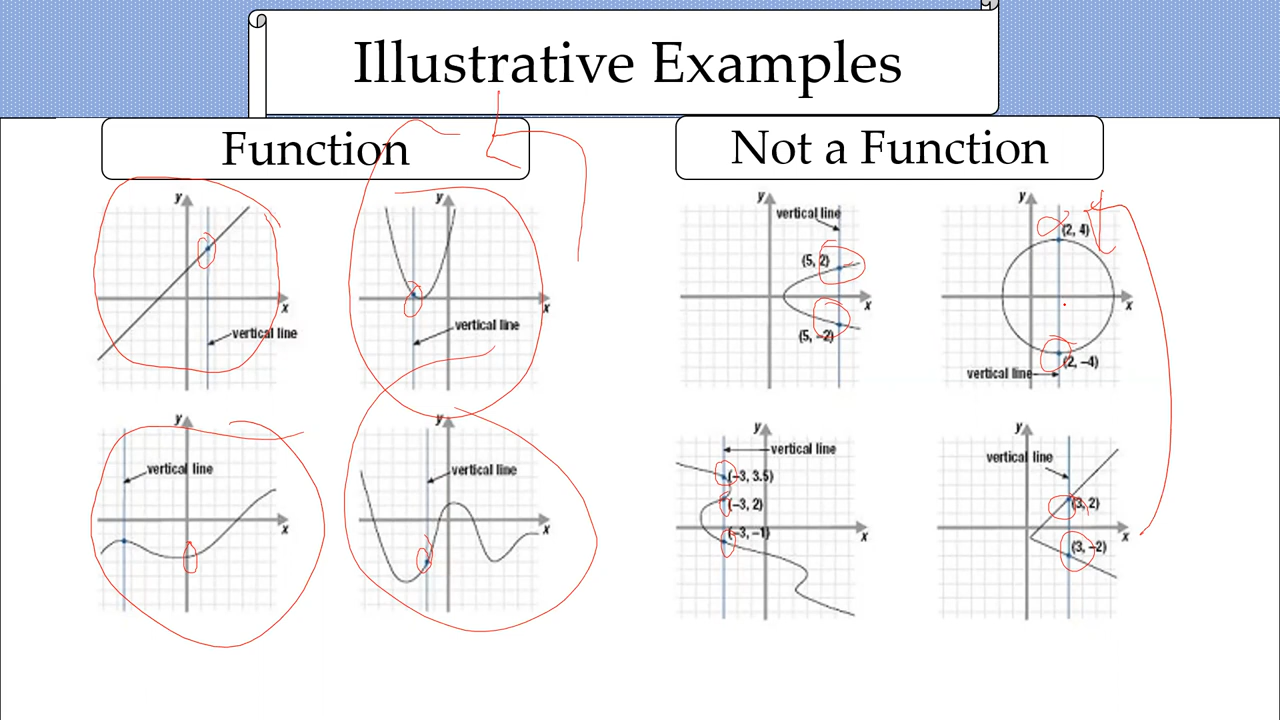 Illustrative Examples
Function
Not a Function
y
x
vertical line
y
x
vertical line
y
x
vertical line
(5, 2)
(5, -2)
y
x
(2, 4)
(2, -4)
vertical line
y
x
vertical line
y
x
vertical line
y
x
vertical line
(-3, 3.5)
(-3, 2)
(-3, -1)
y
x
vertical line
(3, 2)
(3, -2)